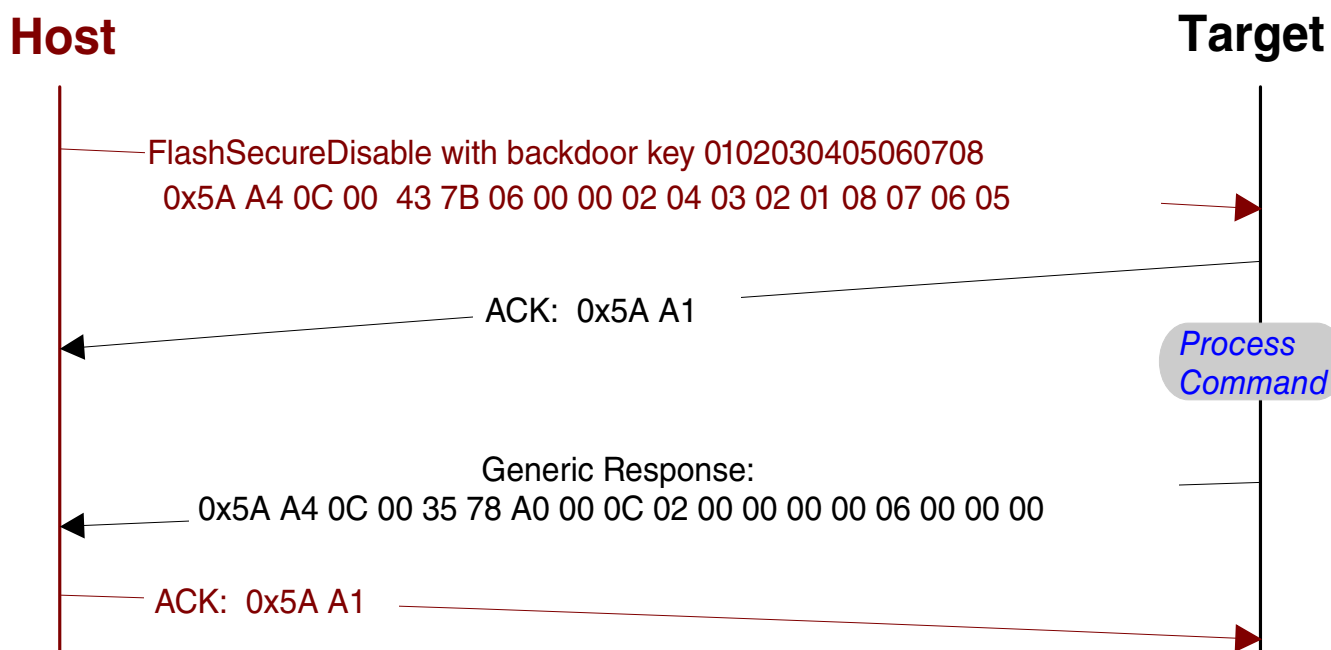 Host
Target
FlashSecureDisable with backdoor key 0102030405060708
0x5A A4 0C 00  43 7B 06 00 00 02 04 03 02 01 08 07 06 05
ACK:  0x5A A1
Process
Command
Generic Response:
0x5A A4 0C 00 35 78 A0 00 0C 02 00 00 00 00 06 00 00 00
ACK:  0x5A A1